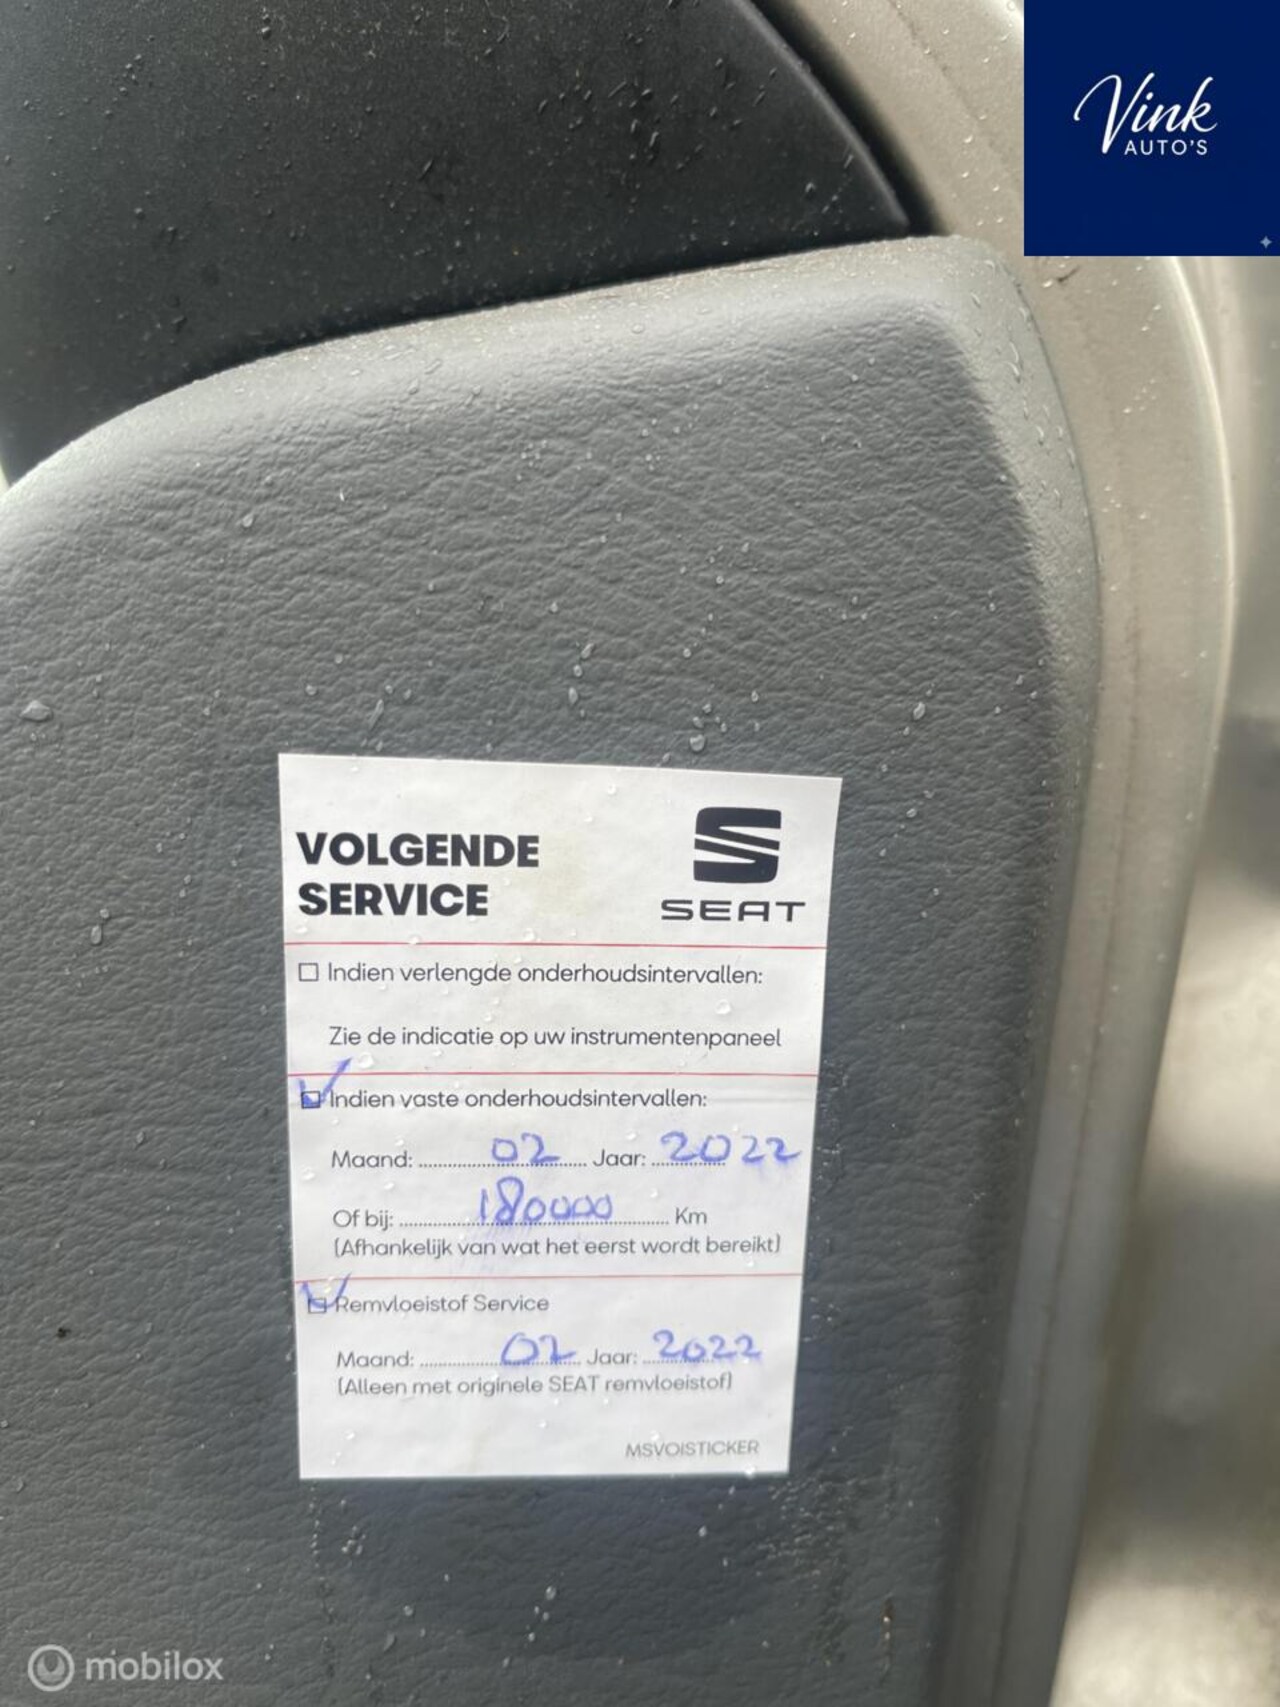 Vink
AUTO'S
VOLGENDE
SERVICE
SEAT
Indien verlengde onderhoudsintervallen:
Zie de indicatie op uw instrumentenpaneel
Indien vaste onderhoudsintervallen:
Maand: 02 Jaar: 2022
Of bij: 180000 Km
(Afhankelijk van wat het eerst wordt bereikt)
Remvloeistof Service
Maand: 02 Jaar: 2022
(Alleen met originele SEAT remvloeistof)
MSVOISTICKER
mobilox